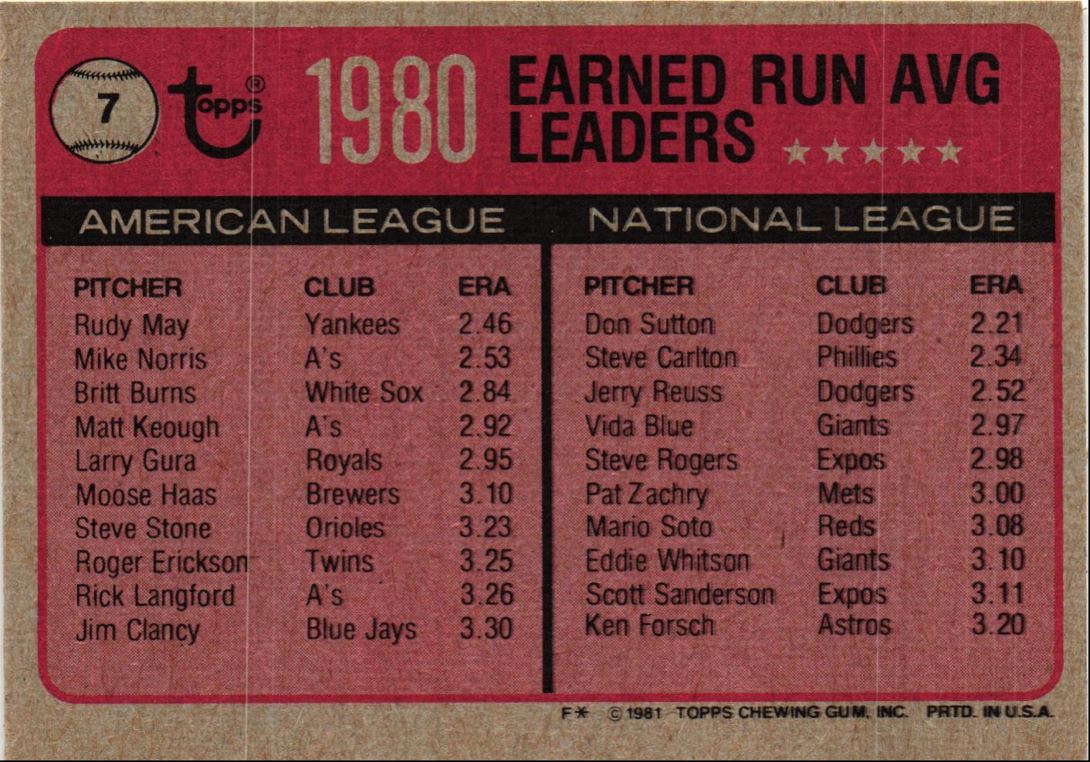 7 Topps® 1980 EARNED RUN AVG
LEADERS
AMERICAN LEAGUE
PITCHER CLUB ERA
Rudy May Yankees 2.46
Mike Norris A's 2.53
Britt Burns White Sox 2.84
Matt Keough A's 2.92
Larry Gura Royals 2.95
Moose Haas Brewers 3.10
Steve Stone Orioles 3.23
Roger Erickson Twins 3.25
Rick Langford A's 3.26
Jim Clancy Blue Jays 3.30
NATIONAL LEAGUE
PITCHER CLUB ERA
Don Sutton Dodgers 2.21
Steve Carlton Phillies 2.34
Jerry Reuss Dodgers 2.52
Vida Blue Giants 2.97
Steve Rogers Expos 2.98
Pat Zachry Mets 3.00
Mario Soto Reds 3.08
Eddie Whitson Giants 3.10
Scott Sanderson Expos 3.11
Ken Forsch Astros 3.20
F* © 1981 TOPPS CHEWING GUM, INC. PRTD. IN U.S.A.